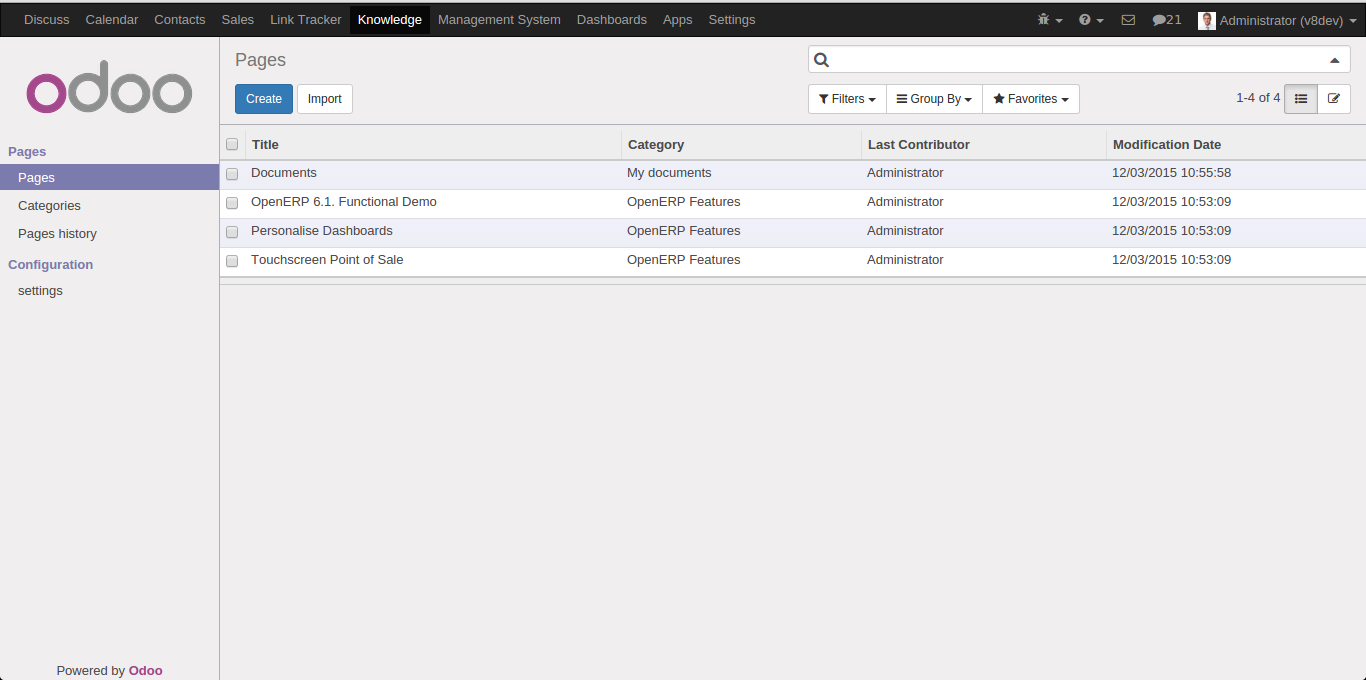 Discuss Calendar Contacts Sales Link Tracker Knowledge Management System Dashboards Apps Settings 21 Administrator (v8dev)
odoo
Pages
Pages
Categories
Pages history
Configuration
settings
Powered by Odoo
Pages
Create Import
Filters Group By Favorites 1-4 of 4
Title Category Last Contributor Modification Date
Documents My documents Administrator 12/03/2015 10:55:58
OpenERP 6.1. Functional Demo OpenERP Features Administrator 12/03/2015 10:53:09
Personalise Dashboards OpenERP Features Administrator 12/03/2015 10:53:09
Touchscreen Point of Sale OpenERP Features Administrator 12/03/2015 10:53:09